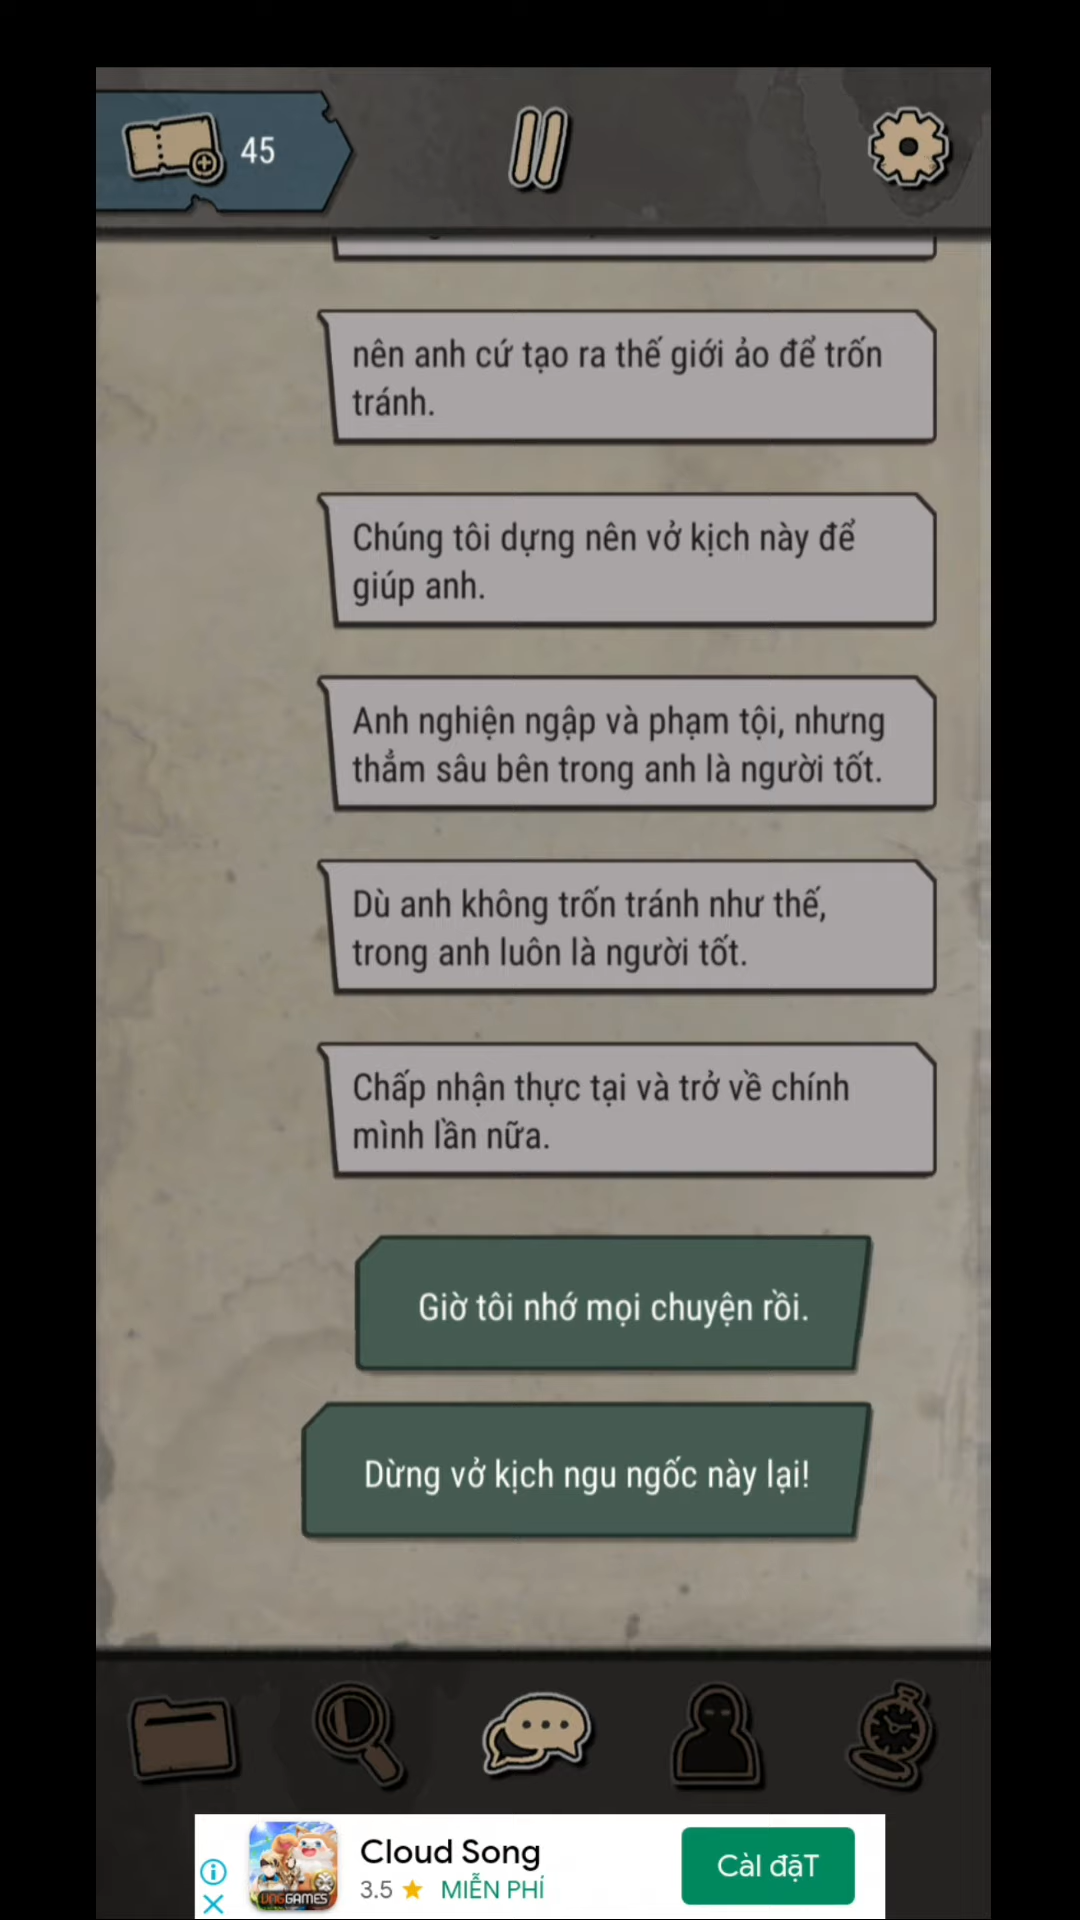 45
nên anh cứ tạo ra thế giới ảo để trốn
tránh.
Chúng tôi dựng nên vở kịch này để
giúp anh.
Anh nghiện ngập và phạm tội, nhưng
thẳm sâu bên trong anh là người tốt.
Dù anh không trốn tránh như thế,
trong anh luôn là người tốt.
Chấp nhận thực tại và trở về chính
mình lần nữa.
Giờ tôi nhớ mọi chuyện rồi.
Dừng vở kịch ngu ngốc này lại!
VNGGAMES
Cloud Song
3.5 ★ MIỄN PHÍ
Cài đặT